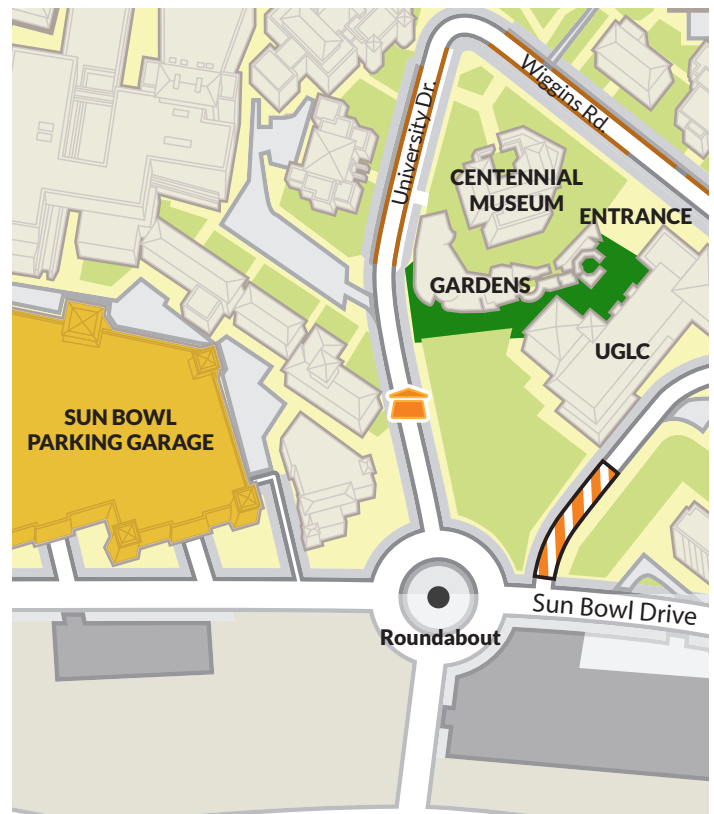 University Dr.
Wiggins Rd.
CENTENNIAL
MUSEUM
ENTRANCE
GARDENS
UGLC
SUN BOWL
PARKING GARAGE
Sun Bowl Drive
Roundabout